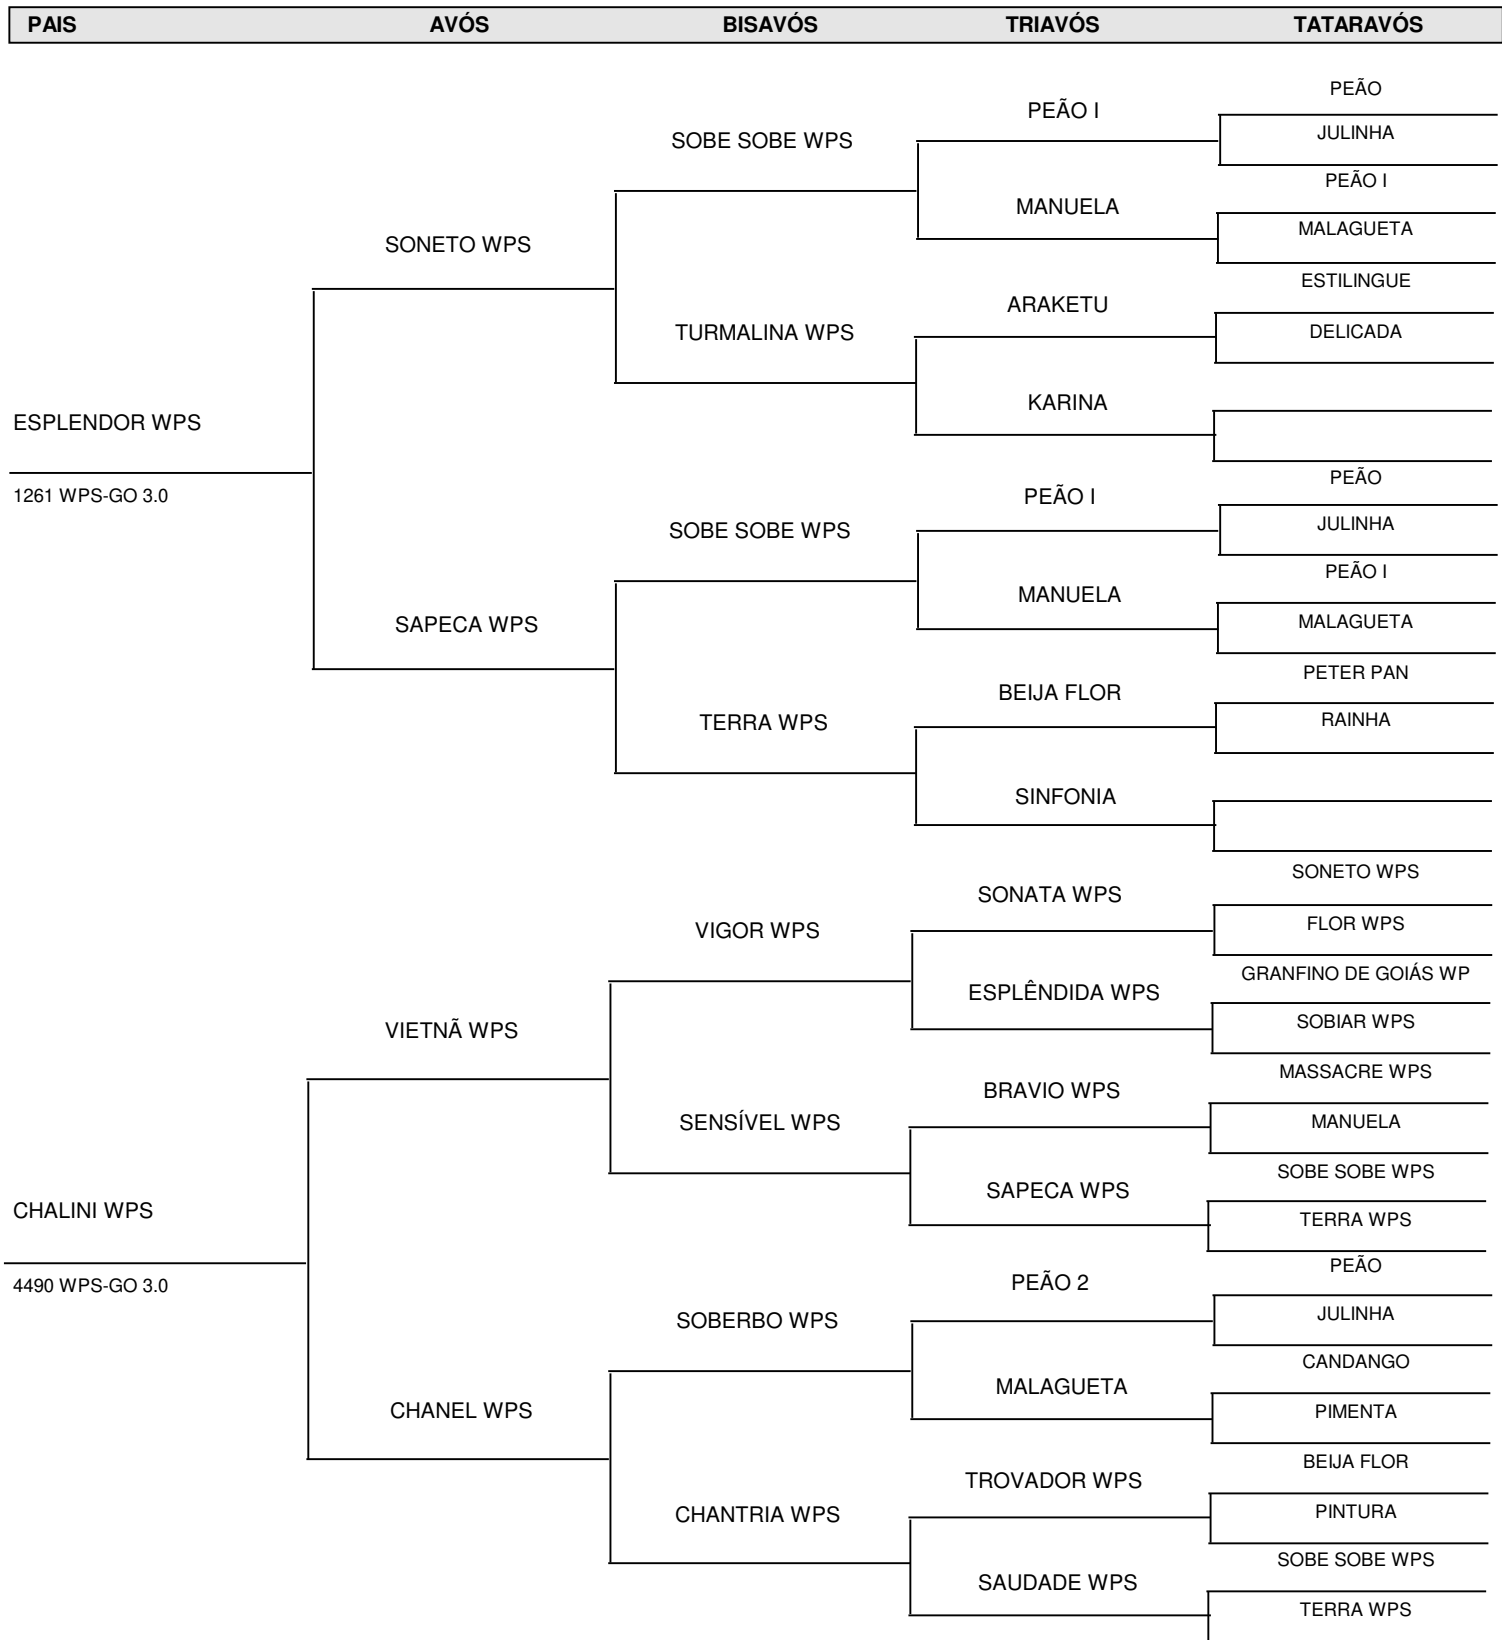 PAIS AVÓS BISAVÓS TRIAVÓS TATARAVÓS
PEÃO
PEÃO I
JULINHA
SOBE SOBE WPS
PEÃO I
MANUELA
MALAGUETA
SONETO WPS
ESTILINGUE
ARAKETU
TURMALINA WPS
DELICADA
KARINA
ESPLENDOR WPS
PEÃO
1261 WPS-GO 3.0
PEÃO I
JULINHA
SOBE SOBE WPS
PEÃO I
MANUELA
MALAGUETA
SAPECA WPS
PETER PAN
BEIJA FLOR
RAINHA
TERRA WPS
SINFONIA
SONETO WPS
SONATA WPS
FLOR WPS
VIGOR WPS
GRANFINO DE GOIÁS WP
ESPLÊNDIDA WPS
SOBIAR WPS
VIETNÃ WPS
MASSACRE WPS
BRAVIO WPS
MANUELA
SENSÍVEL WPS
SOBE SOBE WPS
SAPECA WPS
CHALINI WPS
TERRA WPS
PEÃO
4490 WPS-GO 3.0
PEÃO 2
JULINHA
SOBERBO WPS
CANDANGO
MALAGUETA
CHANEL WPS
PIMENTA
BEIJA FLOR
TROVADOR WPS
PINTURA
CHANTRIA WPS
SOBE SOBE WPS
SAUDADE WPS
TERRA WPS